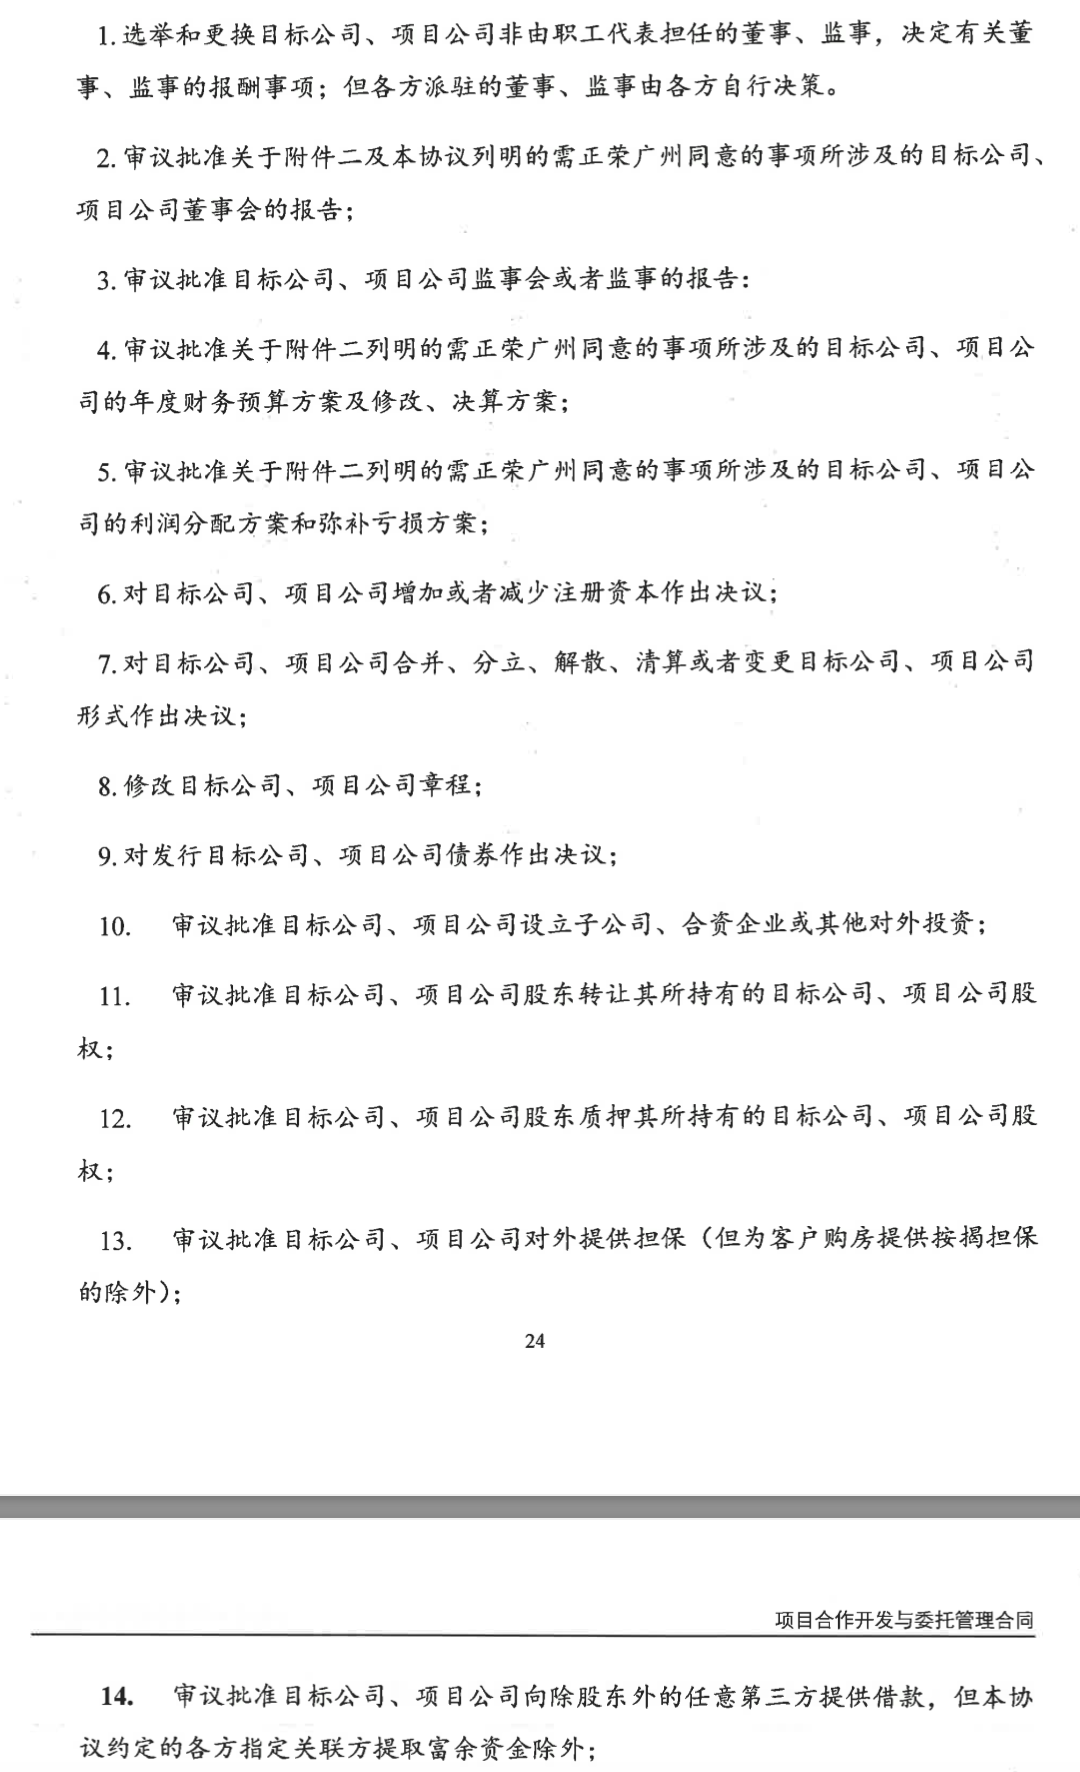 1.选举和更换目标公司、项目公司非由职工代表担任的董事、监事，决定有关董
事、监事的报酬事项；但各方派驻的董事、监事由各方自行决策。
2.审议批准关于附件二及本协议列明的需正荣广州同意的事项所涉及的目标公司、
项目公司董事会的报告；
3.审议批准目标公司、项目公司监事会或者监事的报告：
4.审议批准关于附件二列明的需正荣广州同意的事项所涉及的目标公司、项目公
司的年度财务预算方案及修改、决算方案；
5.审议批准关于附件二列明的需正荣广州同意的事项所涉及的目标公司、项目公
司的利润分配方案和弥补亏损方案；
6.对目标公司、项目公司增加或者减少注册资本作出决议；
7.对目标公司、项目公司合并、分立、解散、清算或者变更目标公司、项目公司
形式作出决议；
8.修改目标公司、项目公司章程；
9.对发行目标公司、项目公司债券作出决议；
10. 审议批准目标公司、项目公司设立子公司、合资企业或其他对外投资；
11. 审议批准目标公司、项目公司股东转让其所持有的目标公司、项目公司股
权；
12. 审议批准目标公司、项目公司股东质押其所持有的目标公司、项目公司股
权；
13. 审议批准目标公司、项目公司对外提供担保（但为客户购房提供按揭担保
的除外）；
24
项目合作开发与委托管理合同
14. 审议批准目标公司、项目公司向除股东外的任意第三方提供借款，但本协
议约定的各方指定关联方提取富余资金除外；